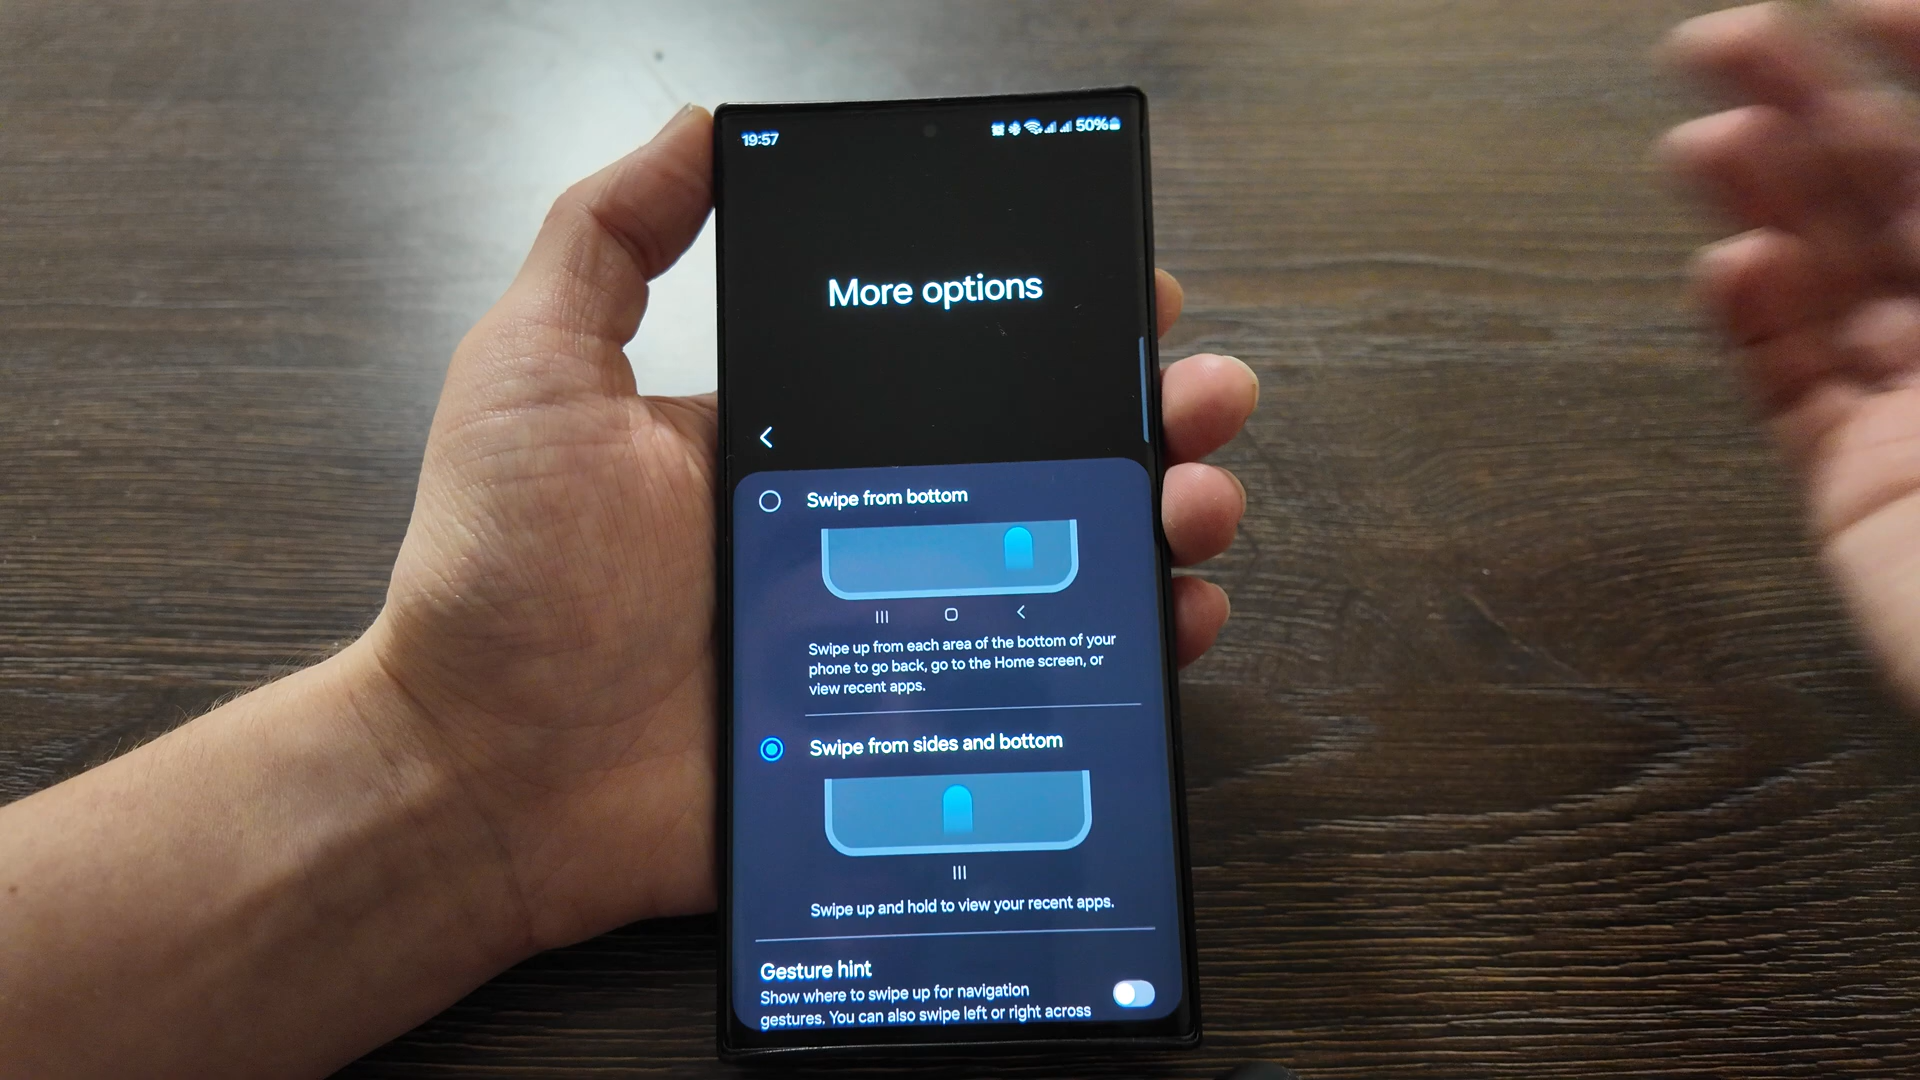 19:57
50%
More options
Swipe from bottom
Swipe up from each area of the bottom of your
phone to go back, go to the Home screen, or
view recent apps.
Swipe from sides and bottom
Swipe up and hold to view your recent apps.
Gesture hint
Show where to swipe up for navigation
gestures. You can also swipe left or right across